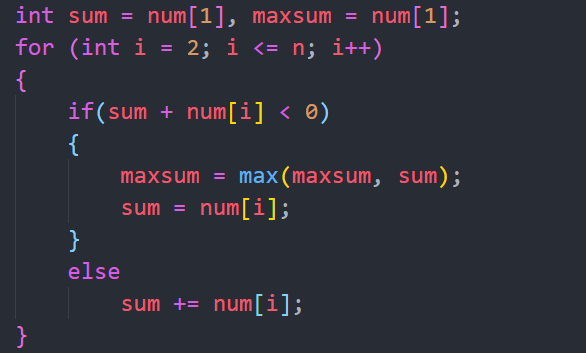 int sum = num[1], maxsum = num[1];
for (int i = 2; i <= n; i++)
{
    if(sum + num[i] < 0)
    {
        maxsum = max(maxsum, sum);
        sum = num[i];
    }
    else
        sum += num[i];
}